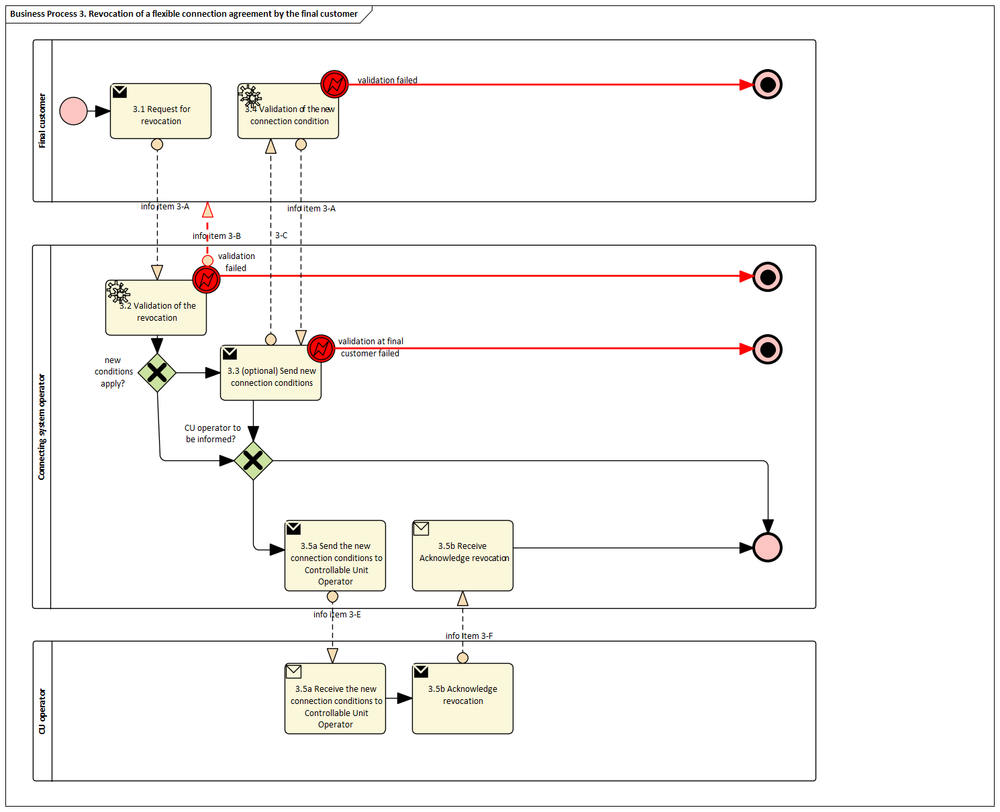 Business Process 3. Revocation of a flexible connection agreement by the final customer
Final customer
3.1 Request for
revocation
3.4 Validation of the new
connection condition
validation failed
info item 3-A
info item 3-A
info item 3-B
3-C
Connecting system operator
validation
failed
3.2 Validation of the
revocation
validation at final
customer failed
new
conditions
apply?
3.3 (optional) Send new
connection conditions
CU operator to
be informed?
3.5a Send the new
connection conditions to
Controllable Unit
Operator
3.5b Receive
Acknowledge revocation
info item 3-E
info item 3-F
CU operator
3.5a Receive the new
connection conditions to
Controllable Unit
Operator
3.5b Acknowledge
revocation